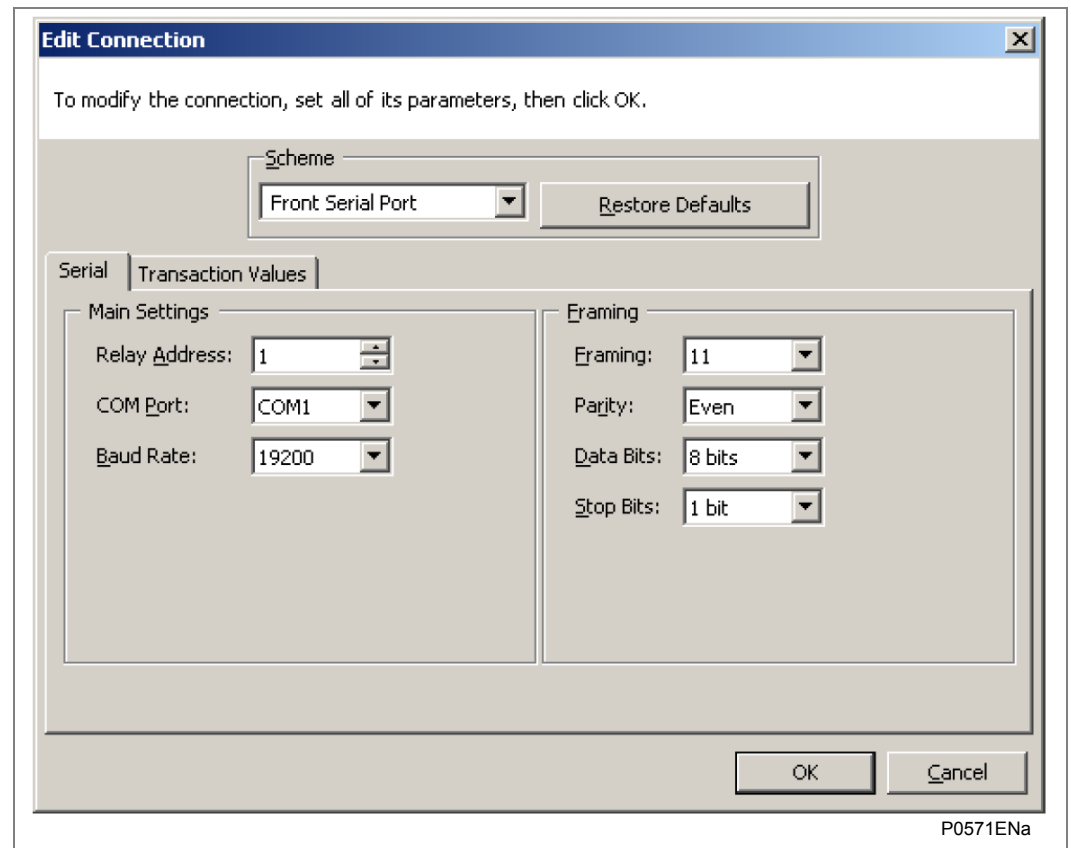 Edit Connection
To modify the connection, set all of its parameters, then click OK.
Scheme
Front Serial Port
Restore Defaults
Serial
Transaction Values
Main Settings
Relay Address: 1
COM Port: COM1
Baud Rate: 19200
Framing
Framing: 11
Parity: Even
Data Bits: 8 bits
Stop Bits: 1 bit
OK
Cancel
P0571ENa